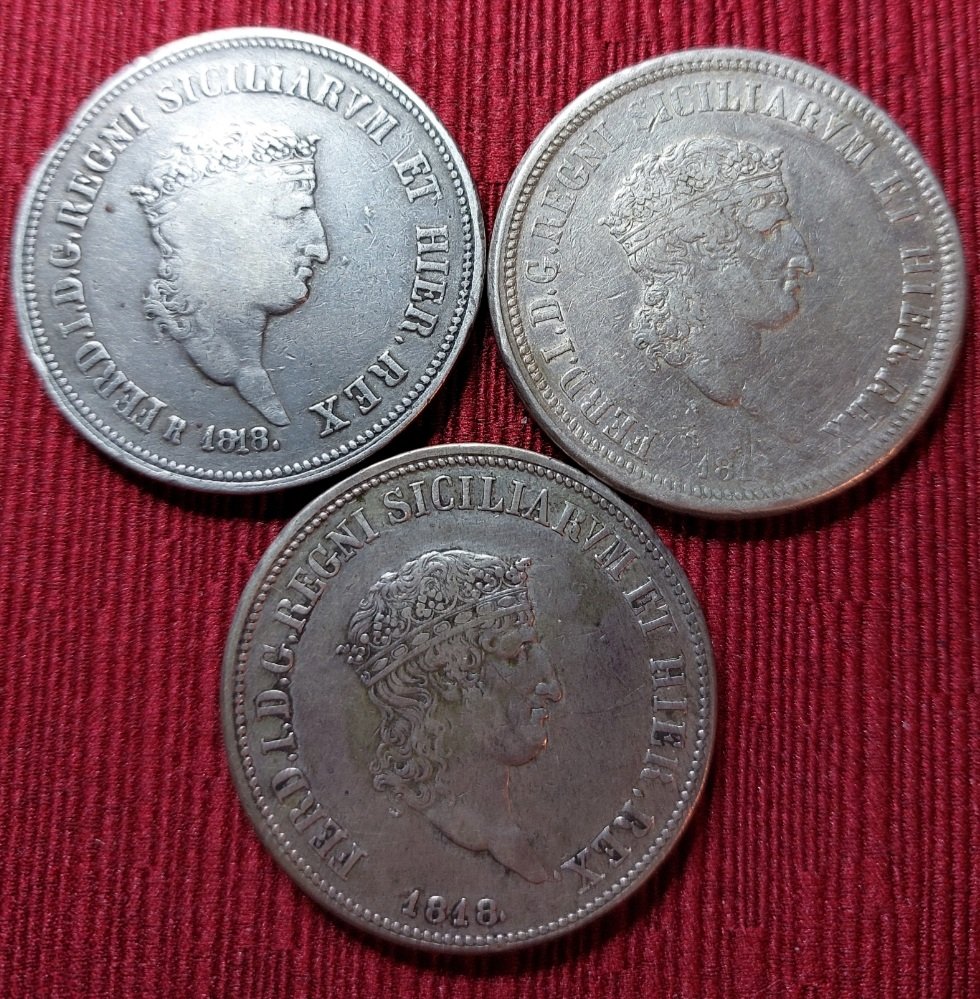 FERD.I.D.G.REGNI SICILIARVM ET HIER.REX
R 1818.
FERD.I.D.G.REGNI SICILIARVM ET HIER.REX
FERD.I.D.G.REGNI SICILIARVM ET HIER.REX
1818.